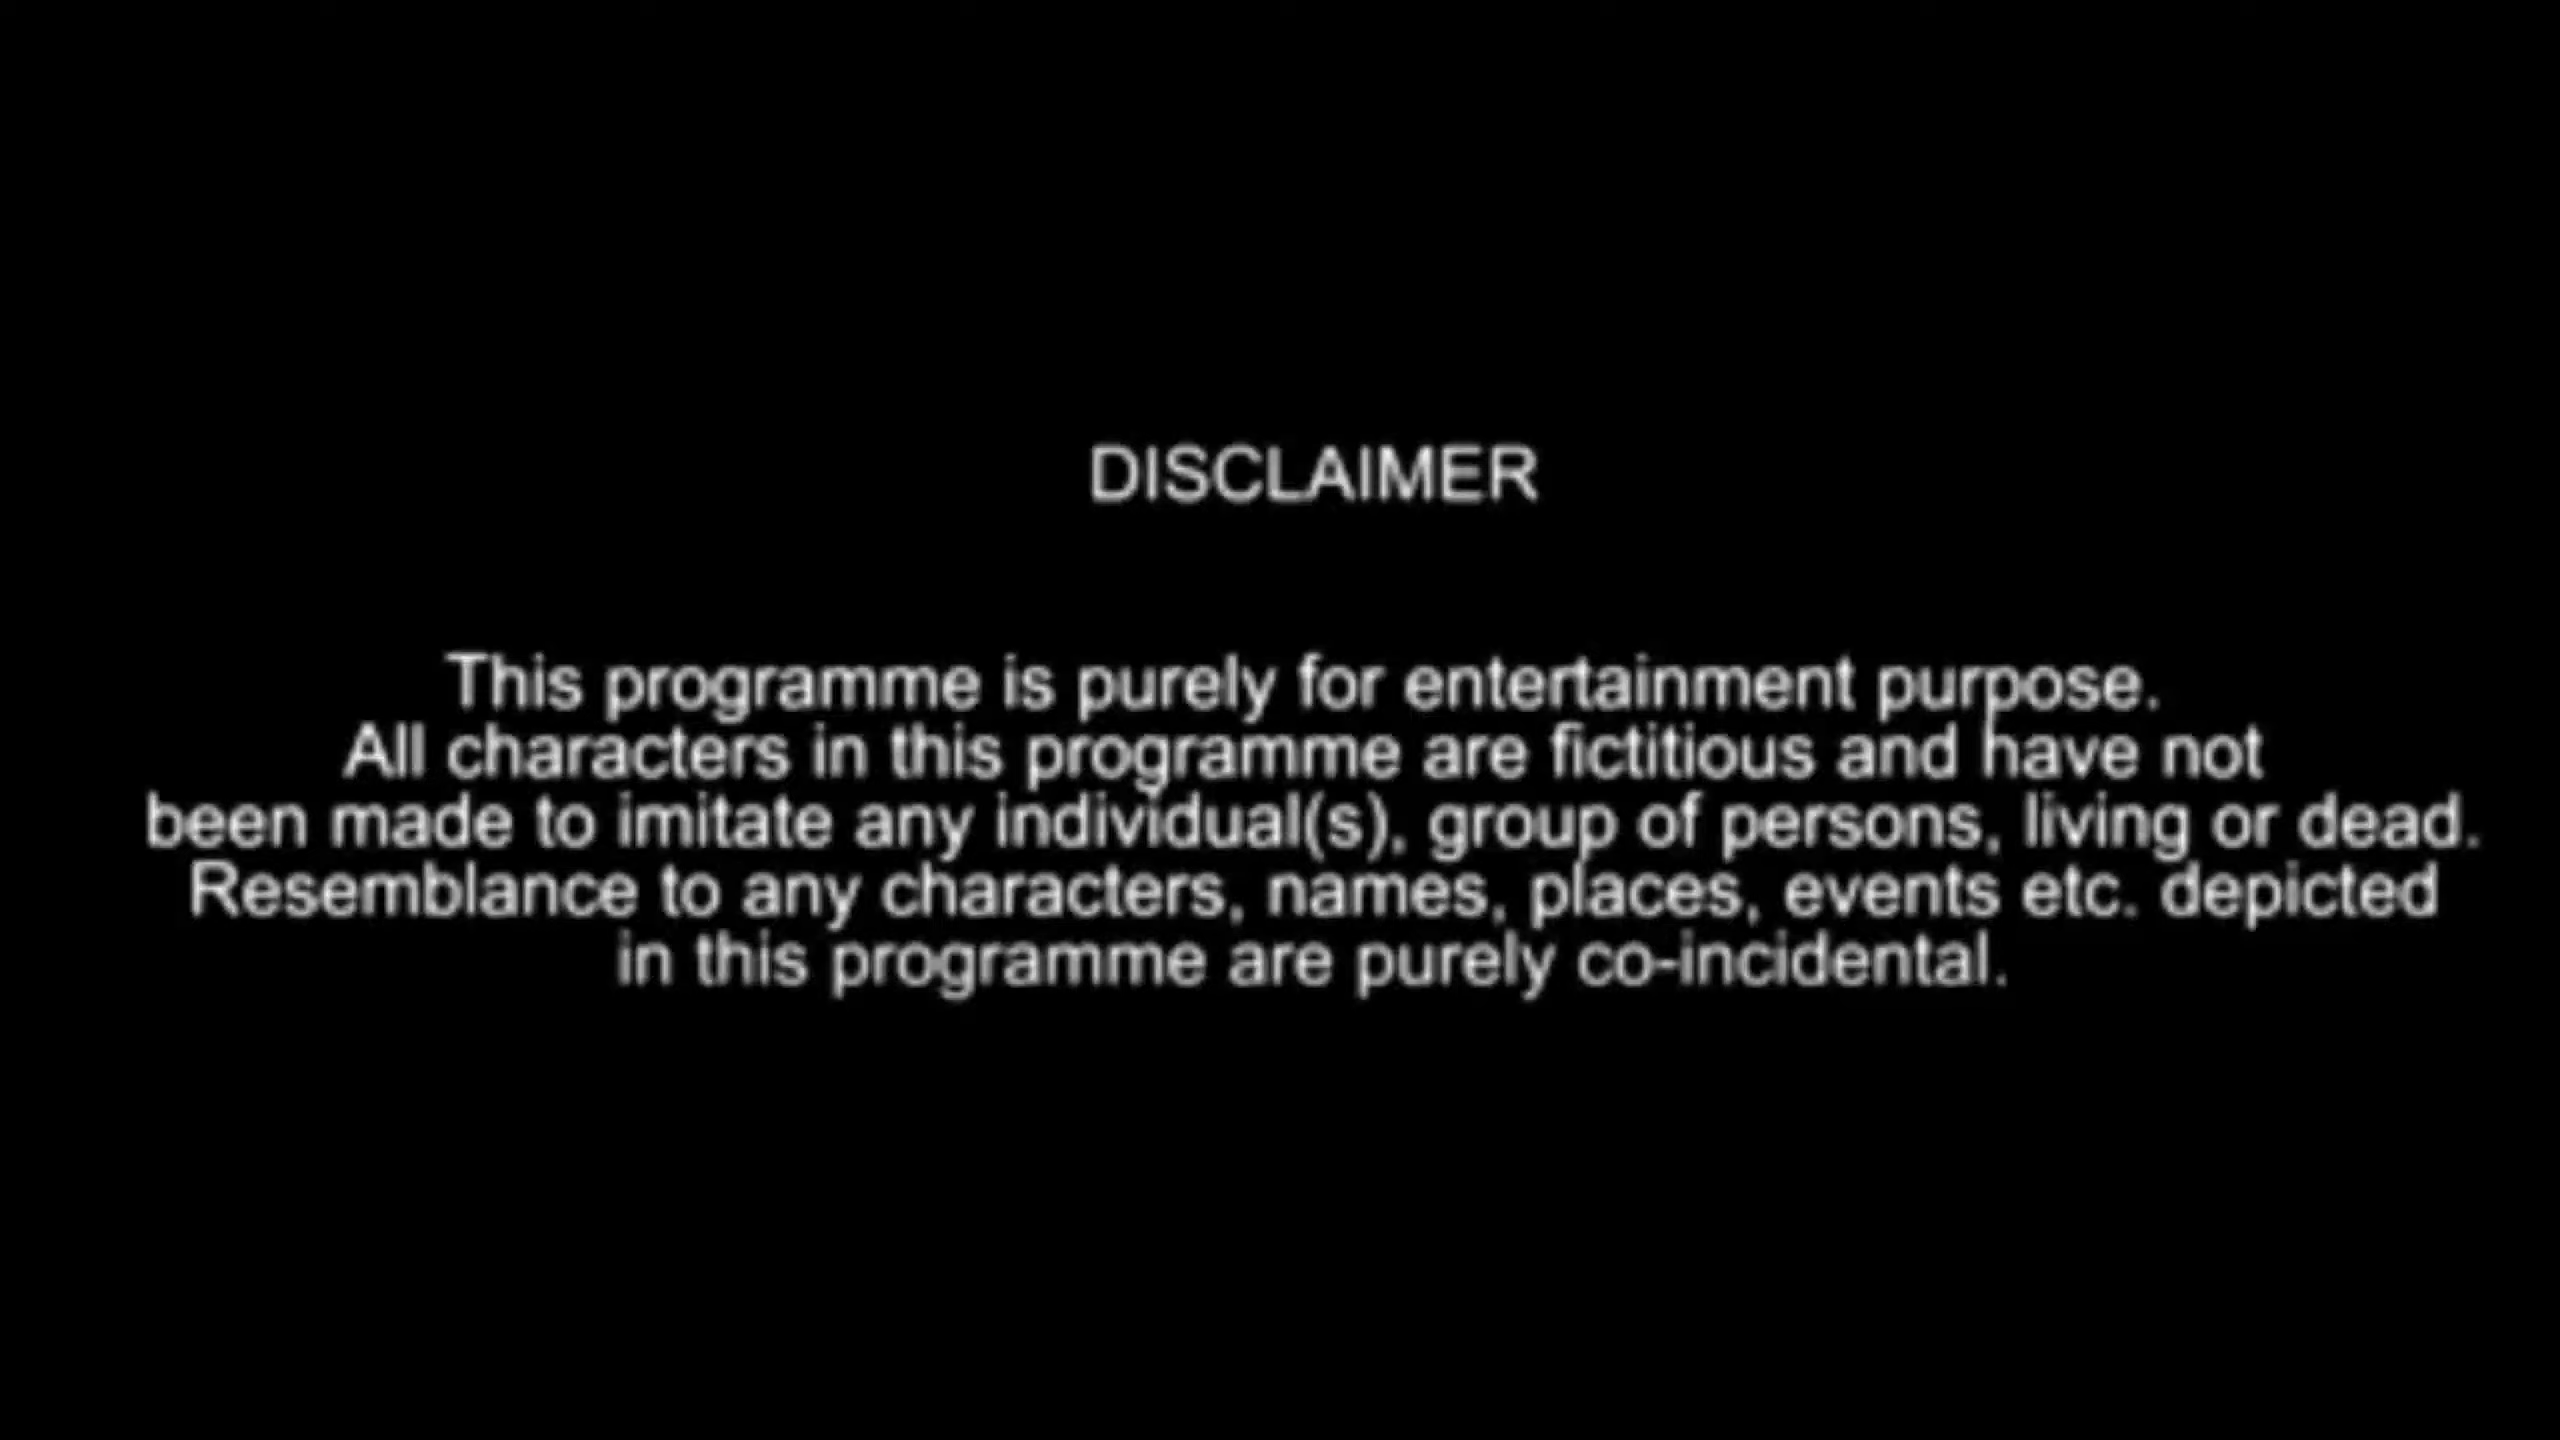 DISCLAIMER
This programme is purely for entertainment purpose.
All characters in this programme are fictitious and have not
been made to imitate any individual(s), group of persons, living or dead.
Resemblance to any characters, names, places, events etc. depicted
in this programme are purely co-incidental.